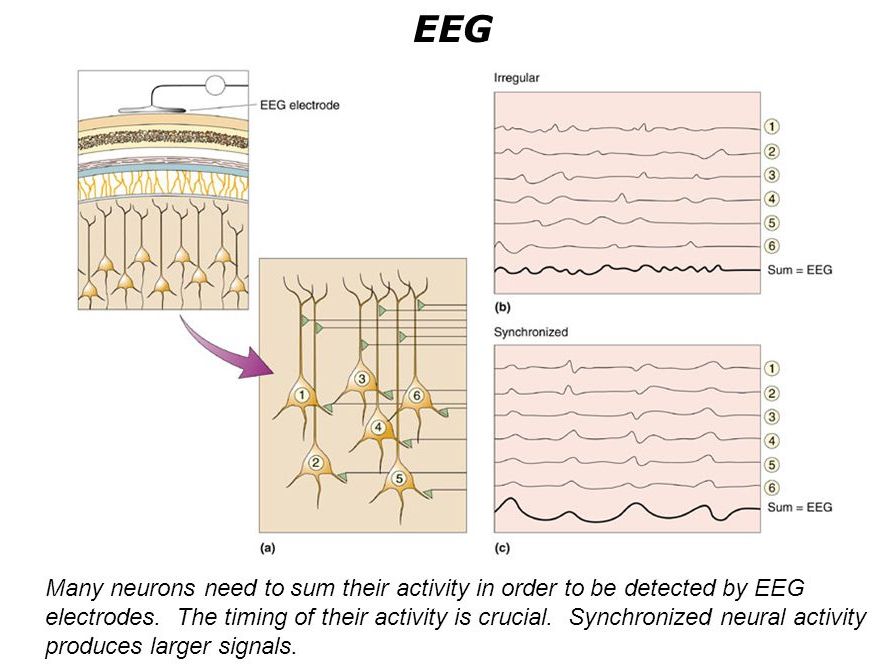 EEG
EEG electrode
1
2
3
4
5
6
(a)
Irregular
1
2
3
4
5
6
Sum = EEG
(b)
Synchronized
1
2
3
4
5
6
Sum = EEG
(c)
Many neurons need to sum their activity in order to be detected by EEG
electrodes.  The timing of their activity is crucial.  Synchronized neural activity
produces larger signals.